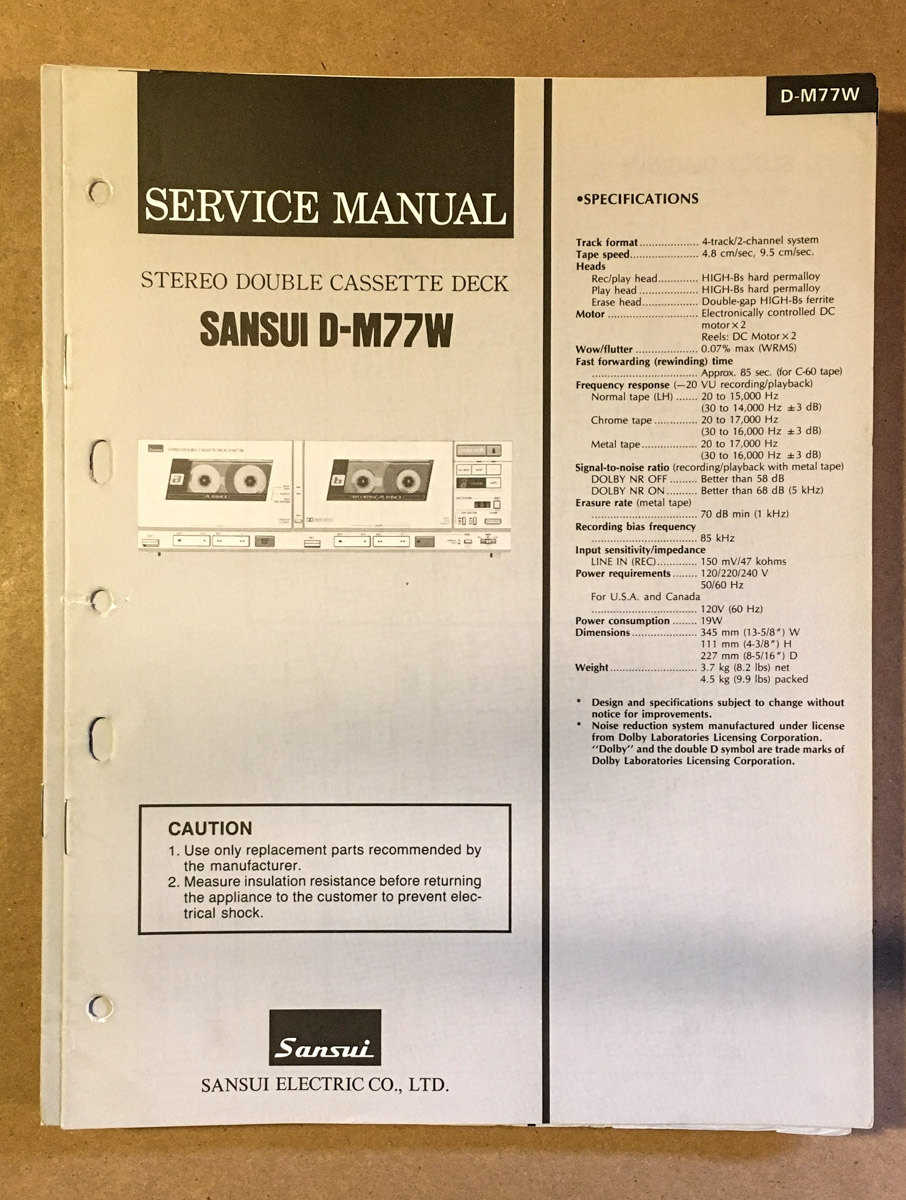 D-M77W
SERVICE MANUAL
STEREO DOUBLE CASSETTE DECK
SANSUI D-M77W
Sansui
a
b
CAUTION
1. Use only replacement parts recommended by
the manufacturer.
2. Measure insulation resistance before returning
the appliance to the customer to prevent elec-
trical shock.
Sansui
SANSUI ELECTRIC CO., LTD.
•SPECIFICATIONS
Track format ................... 4-track/2-channel system
Tape speed...................... 4.8 cm/sec, 9.5 cm/sec.
Heads
Rec/play head............. HIGH-Bs hard permalloy
Play head ................... HIGH-Bs hard permalloy
Erase head.................. Double-gap HIGH-Bs ferrite
Motor ............................. Electronically controlled DC
motor×2
Reels: DC Motor×2
Wow/flutter .................... 0.07% max (WRMS)
Fast forwarding (rewinding) time
.................................. Approx. 85 sec. (for C-60 tape)
Frequency response (—20 VU recording/playback)
Normal tape (LH) ....... 20 to 15,000 Hz
(30 to 14,000 Hz ±3 dB)
Chrome tape .............. 20 to 17,000 Hz
(30 to 16,000 Hz ±3 dB)
Metal tape.................. 20 to 17,000 Hz
(30 to 16,000 Hz ±3 dB)
Signal-to-noise ratio (recording/playback with metal tape)
DOLBY NR OFF ......... Better than 58 dB
DOLBY NR ON .......... Better than 68 dB (5 kHz)
Erasure rate (metal tape)
.................................. 70 dB min (1 kHz)
Recording bias frequency
.................................. 85 kHz
Input sensitivity/impedance
LINE IN (REC)............. 150 mV/47 kohms
Power requirements ........ 120/220/240 V
50/60 Hz
For U.S.A. and Canada
.................................. 120V (60 Hz)
Power consumption ........ 19W
Dimensions ..................... 345 mm (13-5/8″) W
111 mm (4-3/8″) H
227 mm (8-5/16″) D
Weight............................ 3.7 kg (8.2 lbs) net
4.5 kg (9.9 lbs) packed
* Design and specifications subject to change without
notice for improvements.
* Noise reduction system manufactured under license
from Dolby Laboratories Licensing Corporation.
“Dolby” and the double D symbol are trade marks of
Dolby Laboratories Licensing Corporation.